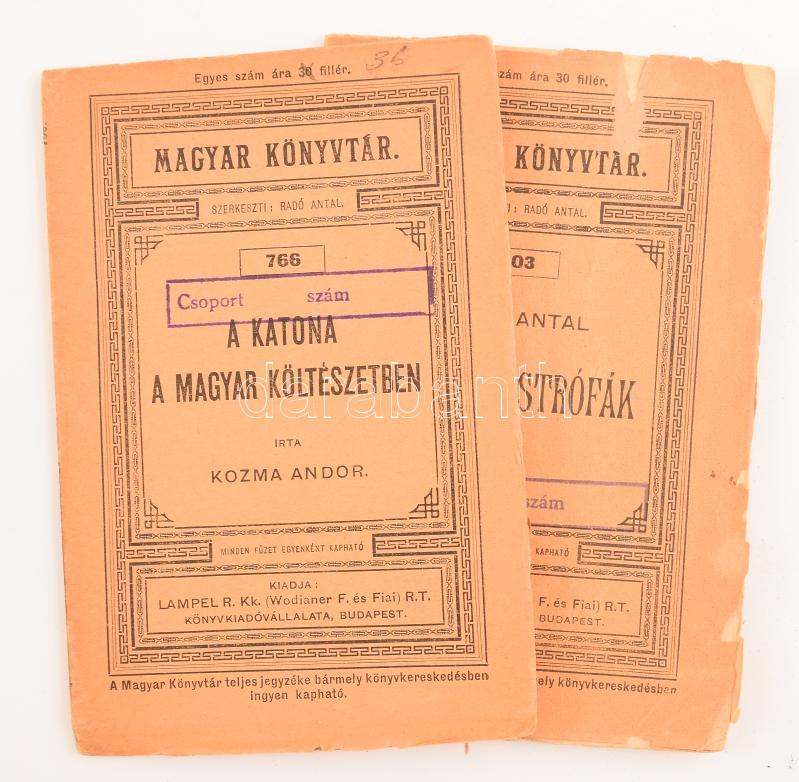 Egyes szám ára 30 fillér.
36
MAGYAR KÖNYVTÁR.
SZERKESZTI: RADÓ ANTAL.
766
Csoport szám
A KATONA
A MAGYAR KÖLTÉSZETBEN
IRTA
KOZMA ANDOR.
MINDEN FÜZET EGYENKÉNT KAPHATÓ
KIADJA:
LAMPEL R. Kk. (Wodianer F. és Fiai) R.T.
KÖNYVKIADÓVÁLLALATA, BUDAPEST.
A Magyar Könyvtár teljes jegyzéke bármely könyvkereskedésben
ingyen kapható.
szám ára 30 fillér.
KÖNYVTÁR.
: RADÓ ANTAL.
03
ANTAL
STRÓFÁK
szám
KAPHATÓ
F. és Fiai) R.T.
BUDAPEST.
mely könyvkereskedésben
darabanth